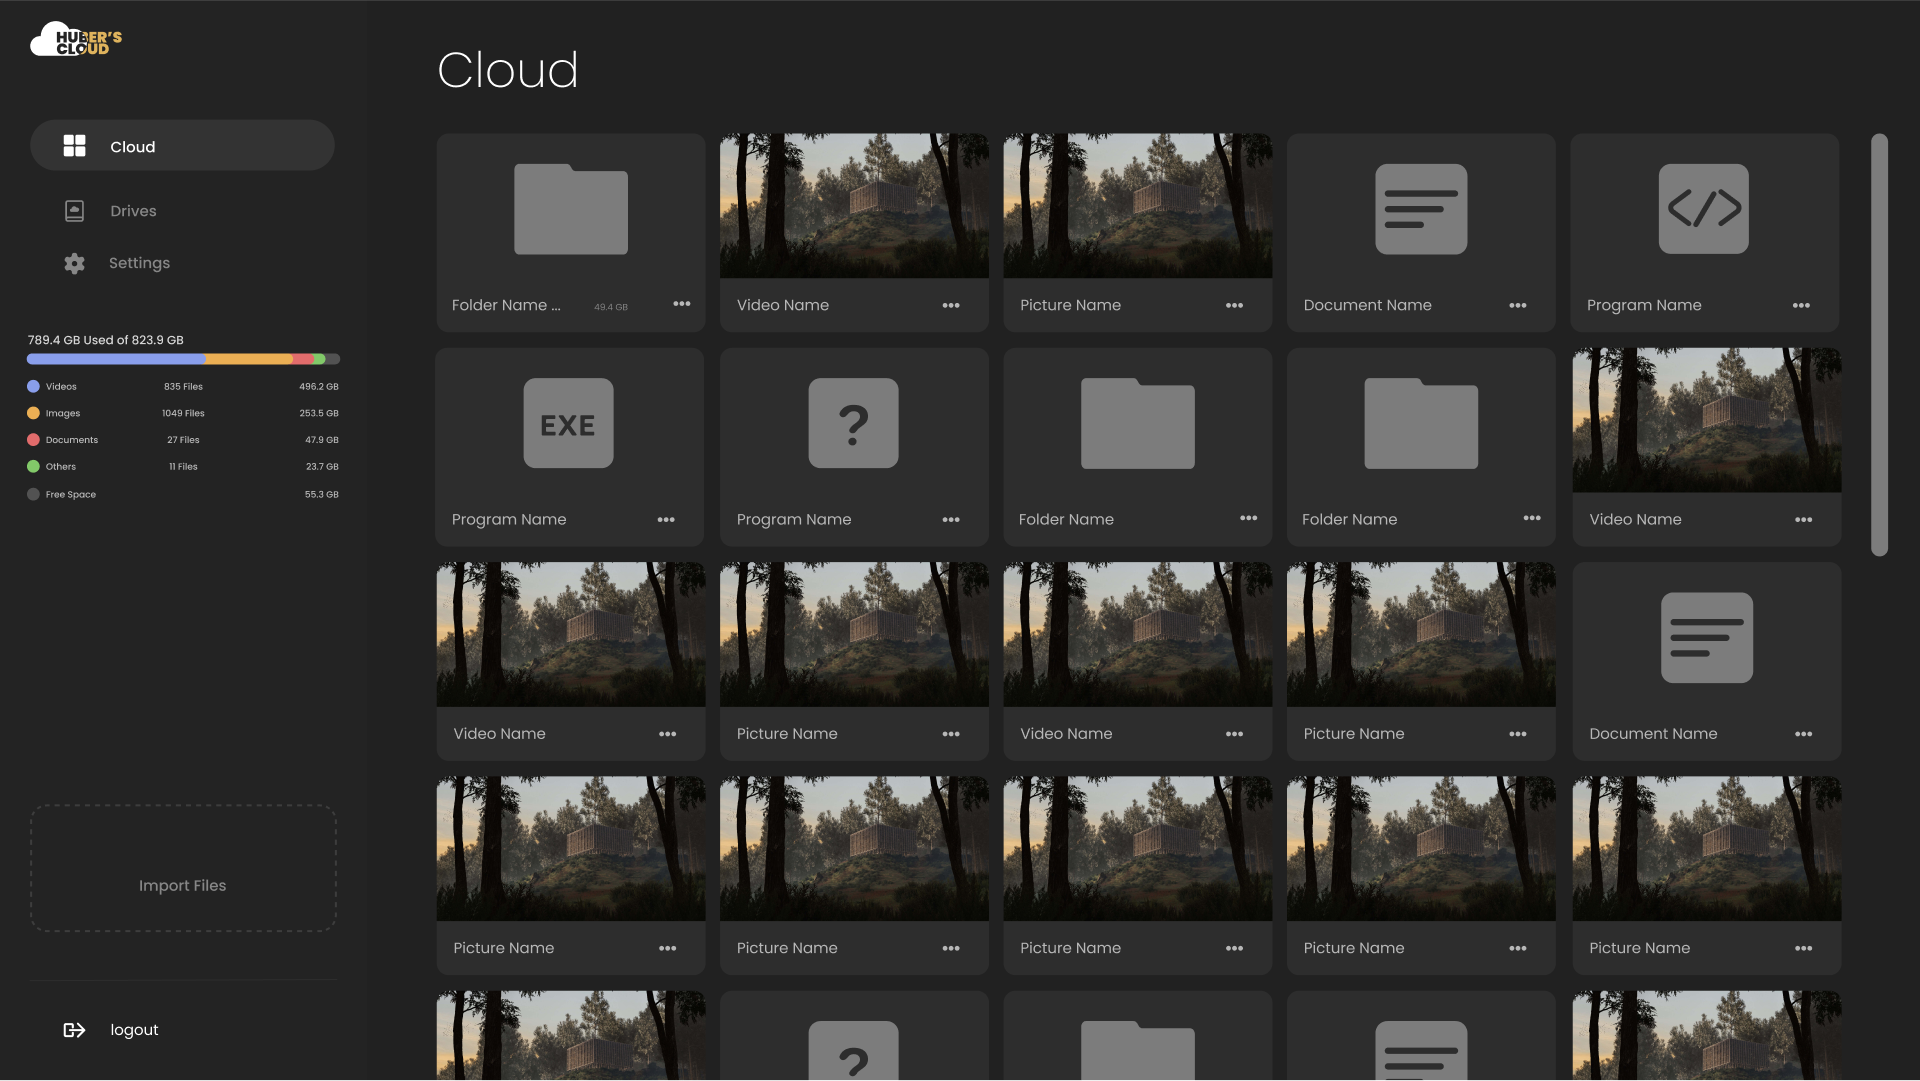 HUBER'S
CLOUD
Cloud
Drives
Settings
789.4 GB Used of 823.9 GB
Videos 835 Files 496.2 GB
Images 1049 Files 253.5 GB
Documents 27 Files 47.9 GB
Others 11 Files 23.7 GB
Free Space 55.3 GB
Import Files
logout
Cloud
Folder Name ... 49.4 GB
Video Name
Picture Name
Document Name
</>
Program Name
EXE
Program Name
?
Program Name
Folder Name
Folder Name
Video Name
Video Name
Picture Name
Video Name
Picture Name
Document Name
Picture Name
Picture Name
Picture Name
Picture Name
Picture Name
?